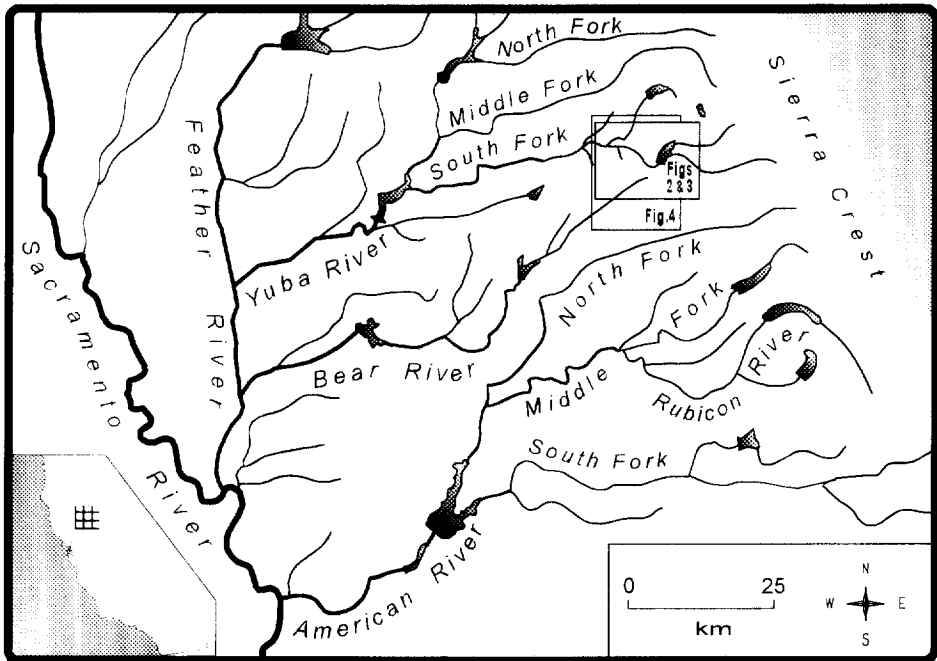 North Fork
Middle Fork
South Fork
Sierra Crest
Figs
2 & 3
Fig.4
Feather River
Yuba River
Sacramento River
Bear River
North Fork
Middle Fork
Rubicon River
South Fork
American River
0 25
km
N
W E
S